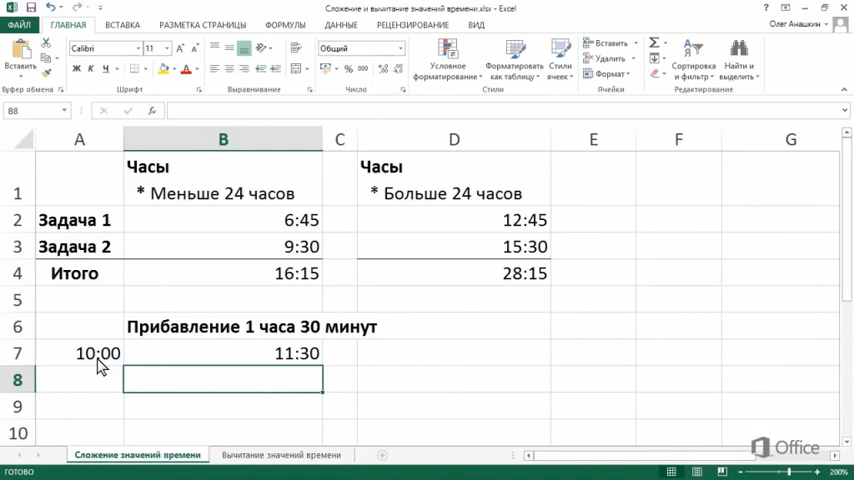 Сложение и вычитание значений времени.xlsx - Excel
Олег Анашкин
ФАЙЛ ГЛАВНАЯ ВСТАВКА РАЗМЕТКА СТРАНИЦЫ ФОРМУЛЫ ДАННЫЕ РЕЦЕНЗИРОВАНИЕ ВИД
Вставить
Calibri 11
Ж К Ч
Общий
% 000
Условное форматирование
Форматировать как таблицу
Стили ячеек
Вставить
Удалить
Формат
Сортировка и фильтр
Найти и выделить
Буфер обмена Шрифт Выравнивание Число Стили Ячейки Редактирование
B8 fx
A B C D E F G
Часы Часы
1 * Меньше 24 часов * Больше 24 часов
2 Задача 1 6:45 12:45
3 Задача 2 9:30 15:30
4 Итого 16:15 28:15
5
6 Прибавление 1 часа 30 минут
7 10:00 11:30
8
9
10
Office
Сложение значений времени Вычитание значений времени
ГОТОВО 200%